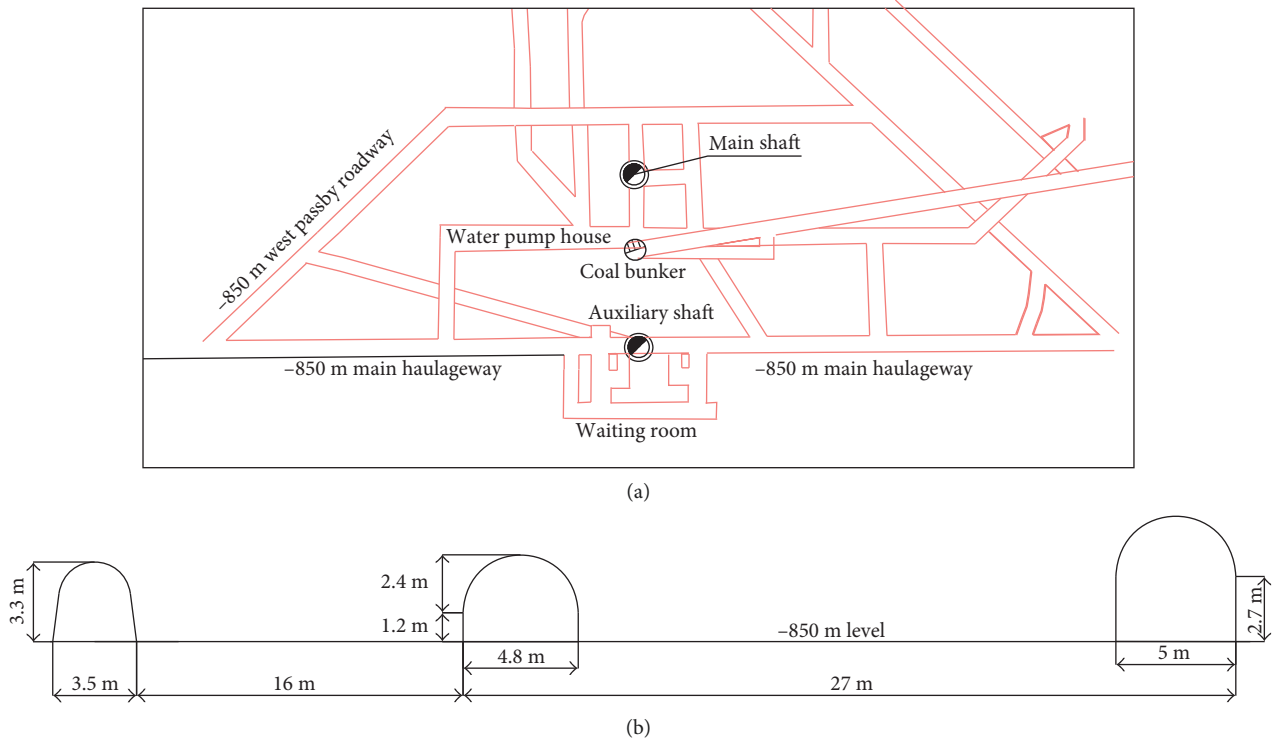 Main shaft
–850 m west passby roadway
Water pump house
Coal bunker
Auxiliary shaft
–850 m main haulageway
–850 m main haulageway
Waiting room
(a)
3.3 m
2.4 m
1.2 m
2.7 m
–850 m level
4.8 m
5 m
3.5 m
16 m
27 m
(b)